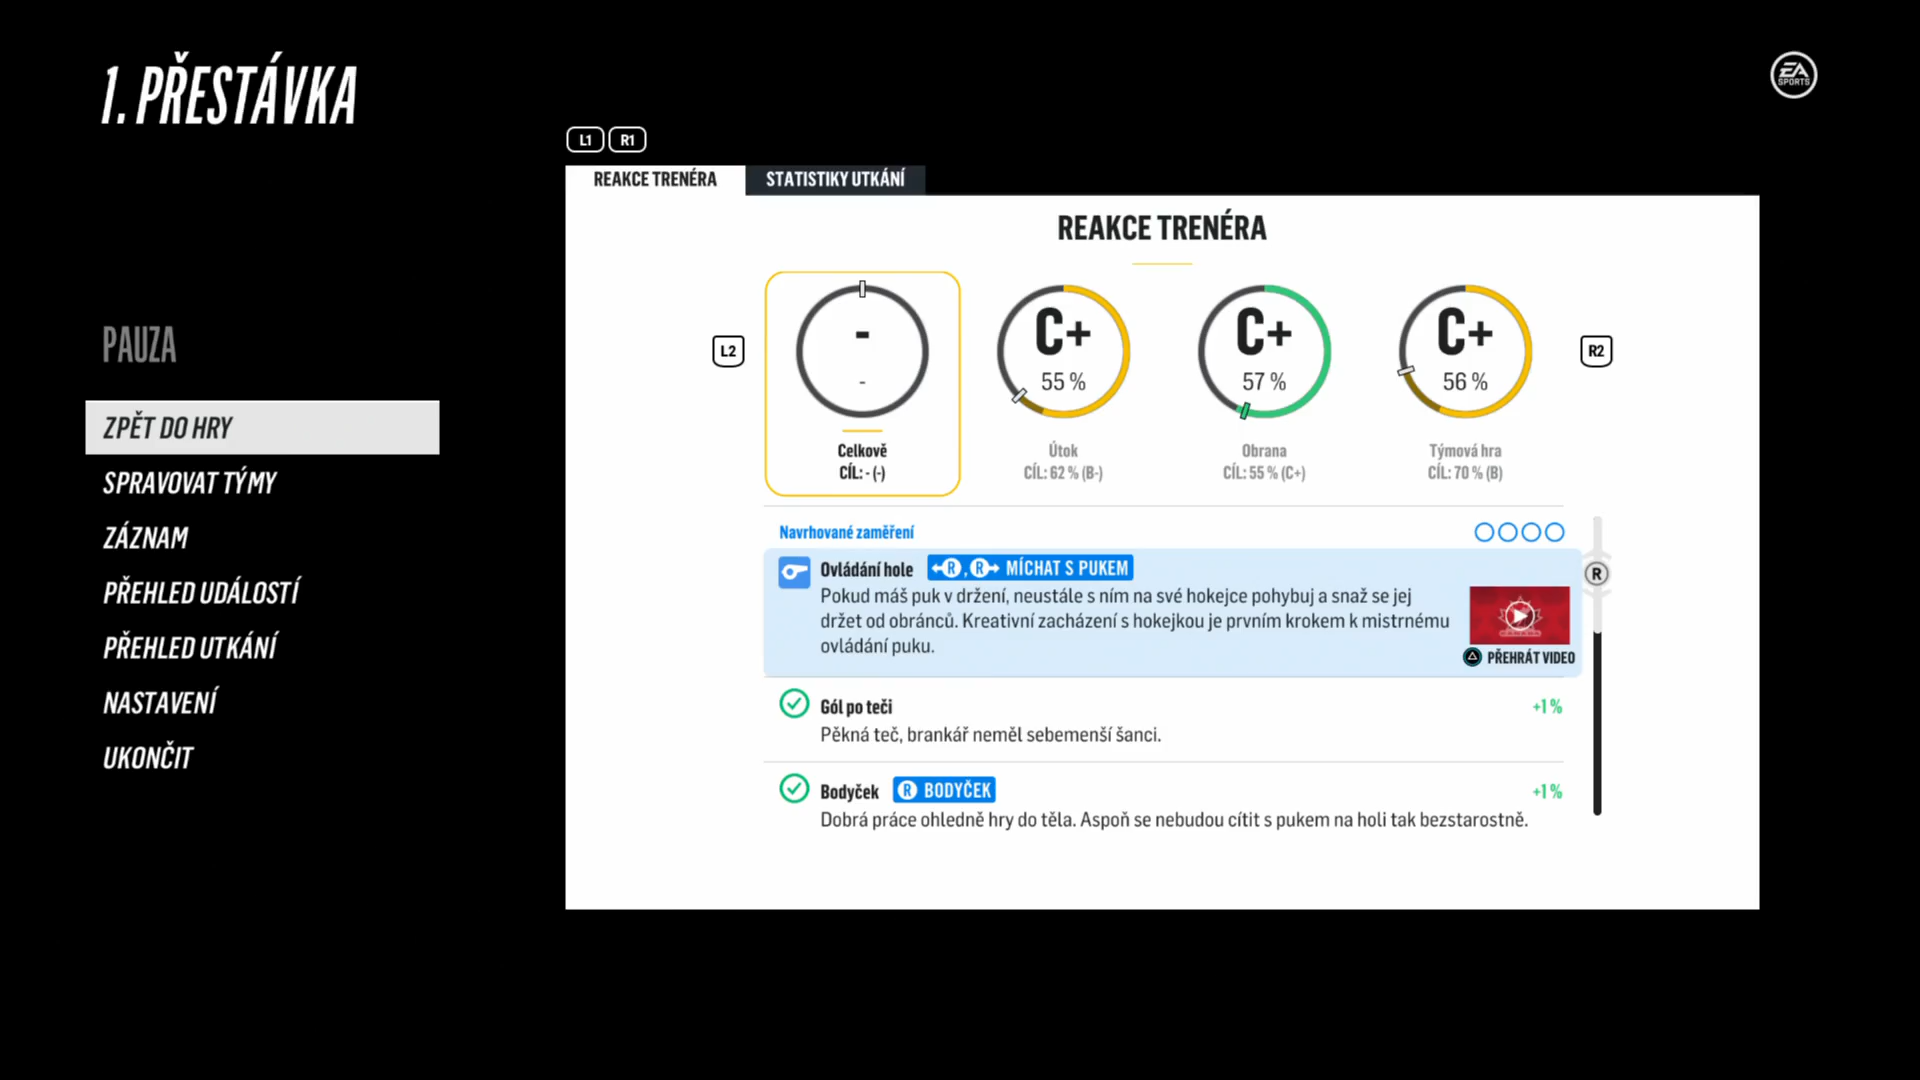 1. PŘESTÁVKA
EA SPORTS
L1 R1
REAKCE TRENÉRA STATISTIKY UTKÁNÍ
REAKCE TRENÉRA
PAUZA
ZPĚT DO HRY
SPRAVOVAT TÝMY
ZÁZNAM
PŘEHLED UDÁLOSTÍ
PŘEHLED UTKÁNÍ
NASTAVENÍ
UKONČIT
L2
-
-
Celkově
CÍL: - (-)
C+
55 %
Útok
CÍL: 62 % (B-)
C+
57 %
Obrana
CÍL: 55 % (C+)
C+
56 %
Týmová hra
CÍL: 70 % (B)
R2
Navrhované zaměření
Ovládání hole R, R MÍCHAT S PUKEM
Pokud máš puk v držení, neustále s ním na své hokejce pohybuj a snaž se jej
držet od obránců. Kreativní zacházení s hokejkou je prvním krokem k mistrnému
ovládání puku.
PŘEHRÁT VIDEO
R
Gól po teči +1 %
Pěkná teč, brankář neměl sebemenší šanci.
Bodyček R BODYČEK +1 %
Dobrá práce ohledně hry do těla. Aspoň se nebudou cítit s pukem na holi tak bezstarostně.